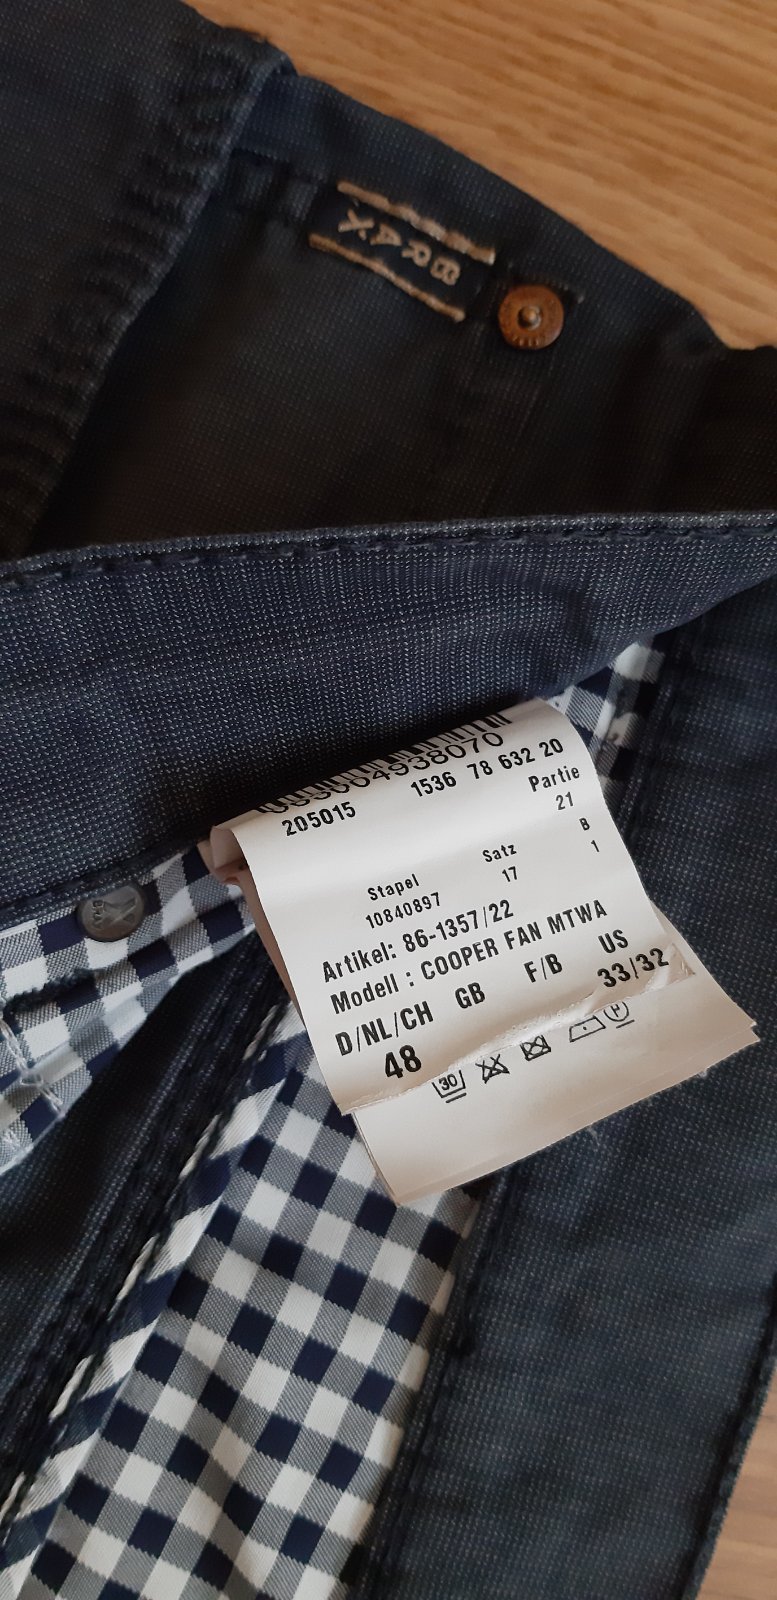 BRAX
205015 1536 78 632 20
Partie
21
B
Stapel Satz 1
10840897 17
Artikel: 86-1357/22
Modell : COOPER FAN MTWA
D/NL/CH GB F/B US
48 33/32
30
P